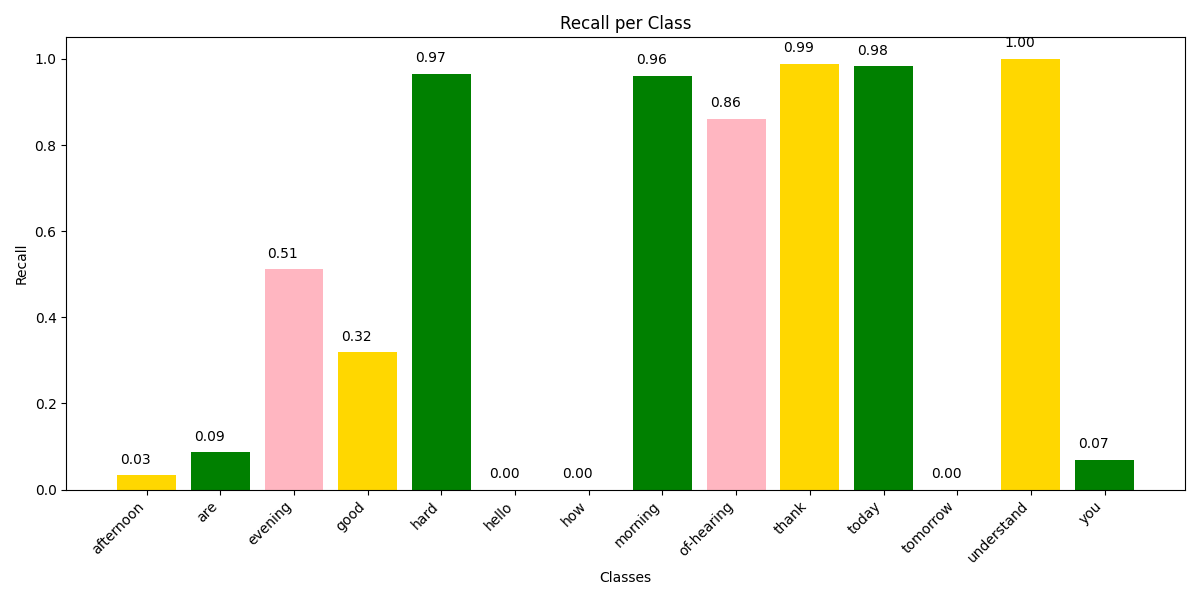 Recall per Class
Recall
1.0
0.8
0.6
0.4
0.2
0.0
0.03
0.09
0.51
0.32
0.97
0.00
0.00
0.96
0.86
0.99
0.98
0.00
1.00
0.07
afternoon
are
evening
good
hard
hello
how
morning
of-hearing
thank
today
tomorrow
understand
you
Classes